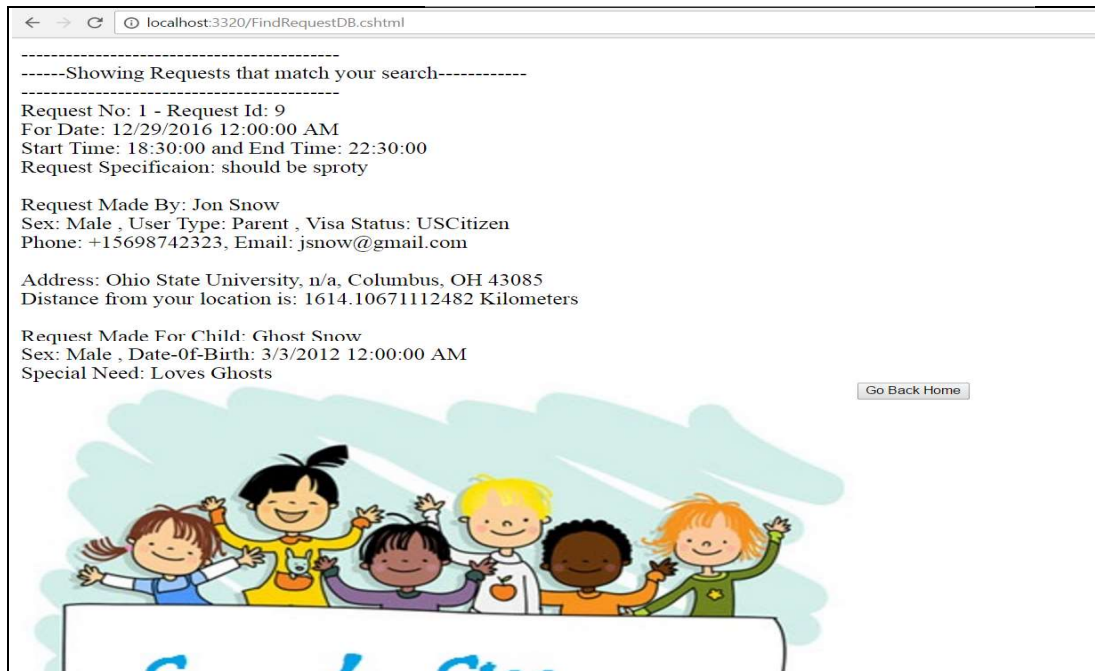 localhost:3320/FindRequestDB.cshtml
-------------------------------------------
------Showing Requests that match your search------------
-------------------------------------------
Request No: 1 - Request Id: 9
For Date: 12/29/2016 12:00:00 AM
Start Time: 18:30:00 and End Time: 22:30:00
Request Specificaion: should be sproty
Request Made By: Jon Snow
Sex: Male , User Type: Parent , Visa Status: USCitizen
Phone: +15698742323, Email: jsnow@gmail.com
Address: Ohio State University, n/a, Columbus, OH 43085
Distance from your location is: 1614.10671112482 Kilometers
Request Made For Child: Ghost Snow
Sex: Male , Date-0f-Birth: 3/3/2012 12:00:00 AM
Special Need: Loves Ghosts
Go Back Home